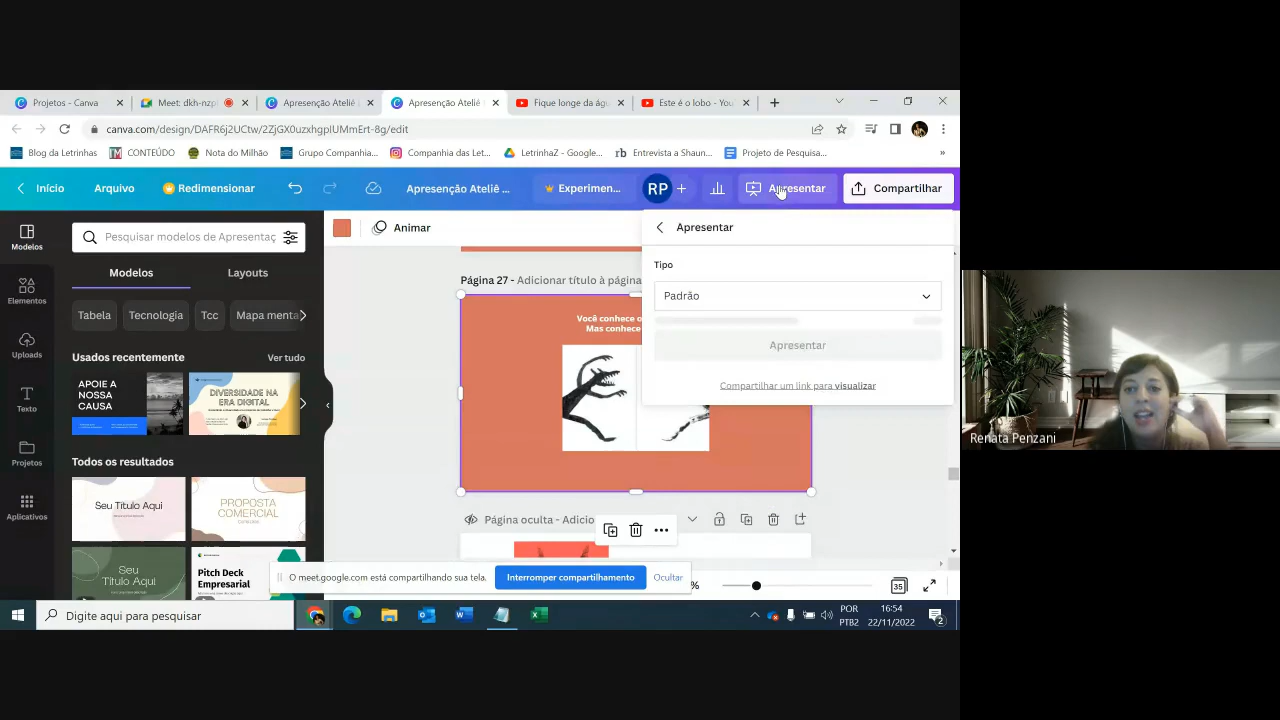 Projetos - Canva
Meet: dkh-nzp
Apresenção Ateliê
Apresenção Ateliê
Fique longe da águ
Este é o lobo - You
canva.com/design/DAFR6j2UCtw/2ZjGX0uzxhgpIUMmErt-8g/edit
Blog da Letrinhas
CONTEÚDO
Nota do Milhão
Grupo Companhia...
Companhia das Let...
LetrinhaZ - Google...
rb Entrevista a Shaun...
Projeto de Pesquisa...
»
Início
Arquivo
Redimensionar
Apresenção Ateliê ...
Experimen...
RP
Apresentar
Compartilhar
Modelos
Elementos
Uploads
Texto
Projetos
Aplicativos
Pesquisar modelos de Apresentaç
Modelos
Layouts
Tabela
Tecnologia
Tcc
Mapa menta
Usados recentemente
Ver tudo
APOIE A
NOSSA
CAUSA
DIVERSIDADE NA
ERA DIGITAL
Todos os resultados
Seu Título Aqui
PROPOSTA
COMERCIAL
Seu Título
Aqui
Pitch Deck
Empresarial
Animar
Página 27 - Adicionar título à página
Você conhece o
Mas conhece
Apresentar
Tipo
Padrão
Apresentar
Compartilhar um link para visualizar
Página oculta - Adicio
O meet.google.com está compartilhando sua tela.
Interromper compartilhamento
Ocultar
%
35
Digite aqui para pesquisar
POR
PTB2
16:54
22/11/2022
2
Renata Penzani